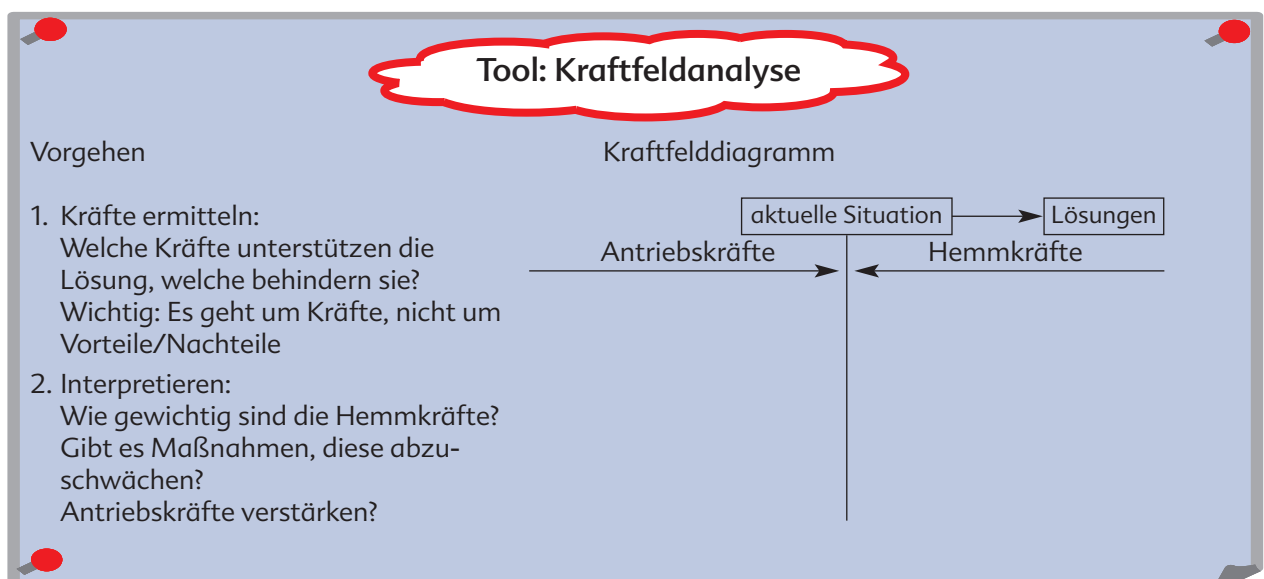 Tool: Kraftfeldanalyse
Vorgehen
1. Kräfte ermitteln:
Welche Kräfte unterstützen die
Lösung, welche behindern sie?
Wichtig: Es geht um Kräfte, nicht um
Vorteile/Nachteile
2. Interpretieren:
Wie gewichtig sind die Hemmkräfte?
Gibt es Maßnahmen, diese abzu-
schwächen?
Antriebskräfte verstärken?
Kraftfelddiagramm
aktuelle Situation
Lösungen
Antriebskräfte
Hemmkräfte